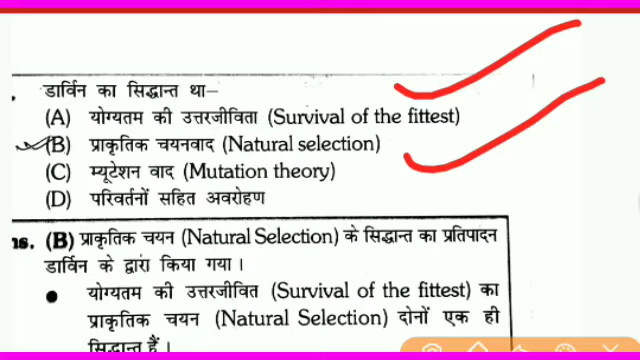 डार्विन का सिद्धान्त था–
(A) योग्यतम की उत्तरजीविता (Survival of the fittest)
(B) प्राकृतिक चयनवाद (Natural selection)
(C) म्यूटेशन वाद (Mutation theory)
(D) परिवर्तनों सहित अवरोहण
ns. (B) प्राकृतिक चयन (Natural Selection) के सिद्धान्त का प्रतिपादन
डार्विन के द्वारा किया गया।
● योग्यतम की उत्तरजीवित (Survival of the fittest) का
प्राकृतिक चयन (Natural Selection) दोनों एक ही
सिद्धान्त हैं।